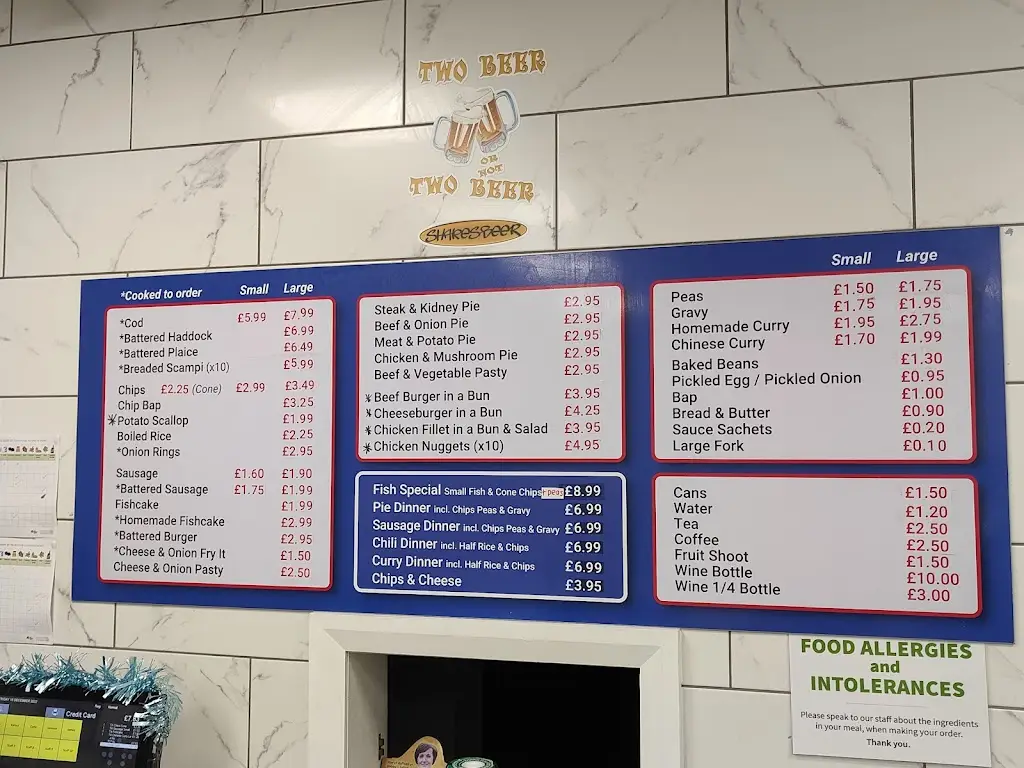 TWO BEER
OR
NOT
TWO BEER
SHAKESBEER
*Cooked to order Small Large
*Cod £5.99 £7.99
*Battered Haddock £6.99
*Battered Plaice £6.49
*Breaded Scampi (x10) £5.99
Chips £2.25 (Cone) £2.99 £3.49
Chip Bap £3.25
*Potato Scallop £1.99
Boiled Rice £2.25
*Onion Rings £2.95
Sausage £1.60 £1.90
*Battered Sausage £1.75 £1.99
Fishcake £1.99
*Homemade Fishcake £2.99
*Battered Burger £2.95
*Cheese & Onion Fry It £1.50
Cheese & Onion Pasty £2.50
Steak & Kidney Pie £2.95
Beef & Onion Pie £2.95
Meat & Potato Pie £2.95
Chicken & Mushroom Pie £2.95
Beef & Vegetable Pasty £2.95
*Beef Burger in a Bun £3.95
*Cheeseburger in a Bun £4.25
*Chicken Fillet in a Bun & Salad £3.95
*Chicken Nuggets (x10) £4.95
Fish Special Small Fish & Cone Chips +peas £8.99
Pie Dinner incl. Chips Peas & Gravy £6.99
Sausage Dinner incl. Chips Peas & Gravy £6.99
Chili Dinner incl. Half Rice & Chips £6.99
Curry Dinner incl. Half Rice & Chips £6.99
Chips & Cheese £3.95
Small Large
Peas £1.50 £1.75
Gravy £1.75 £1.95
Homemade Curry £1.95 £2.75
Chinese Curry £1.70 £1.99
Baked Beans £1.30
Pickled Egg / Pickled Onion £0.95
Bap £1.00
Bread & Butter £0.90
Sauce Sachets £0.20
Large Fork £0.10
Cans £1.50
Water £1.20
Tea £2.50
Coffee £2.50
Fruit Shoot £1.50
Wine Bottle £10.00
Wine 1/4 Bottle £3.00
FOOD ALLERGIES
and
INTOLERANCES
Please speak to our staff about the ingredients
in your meal, when making your order.
Thank you.
Credit Card